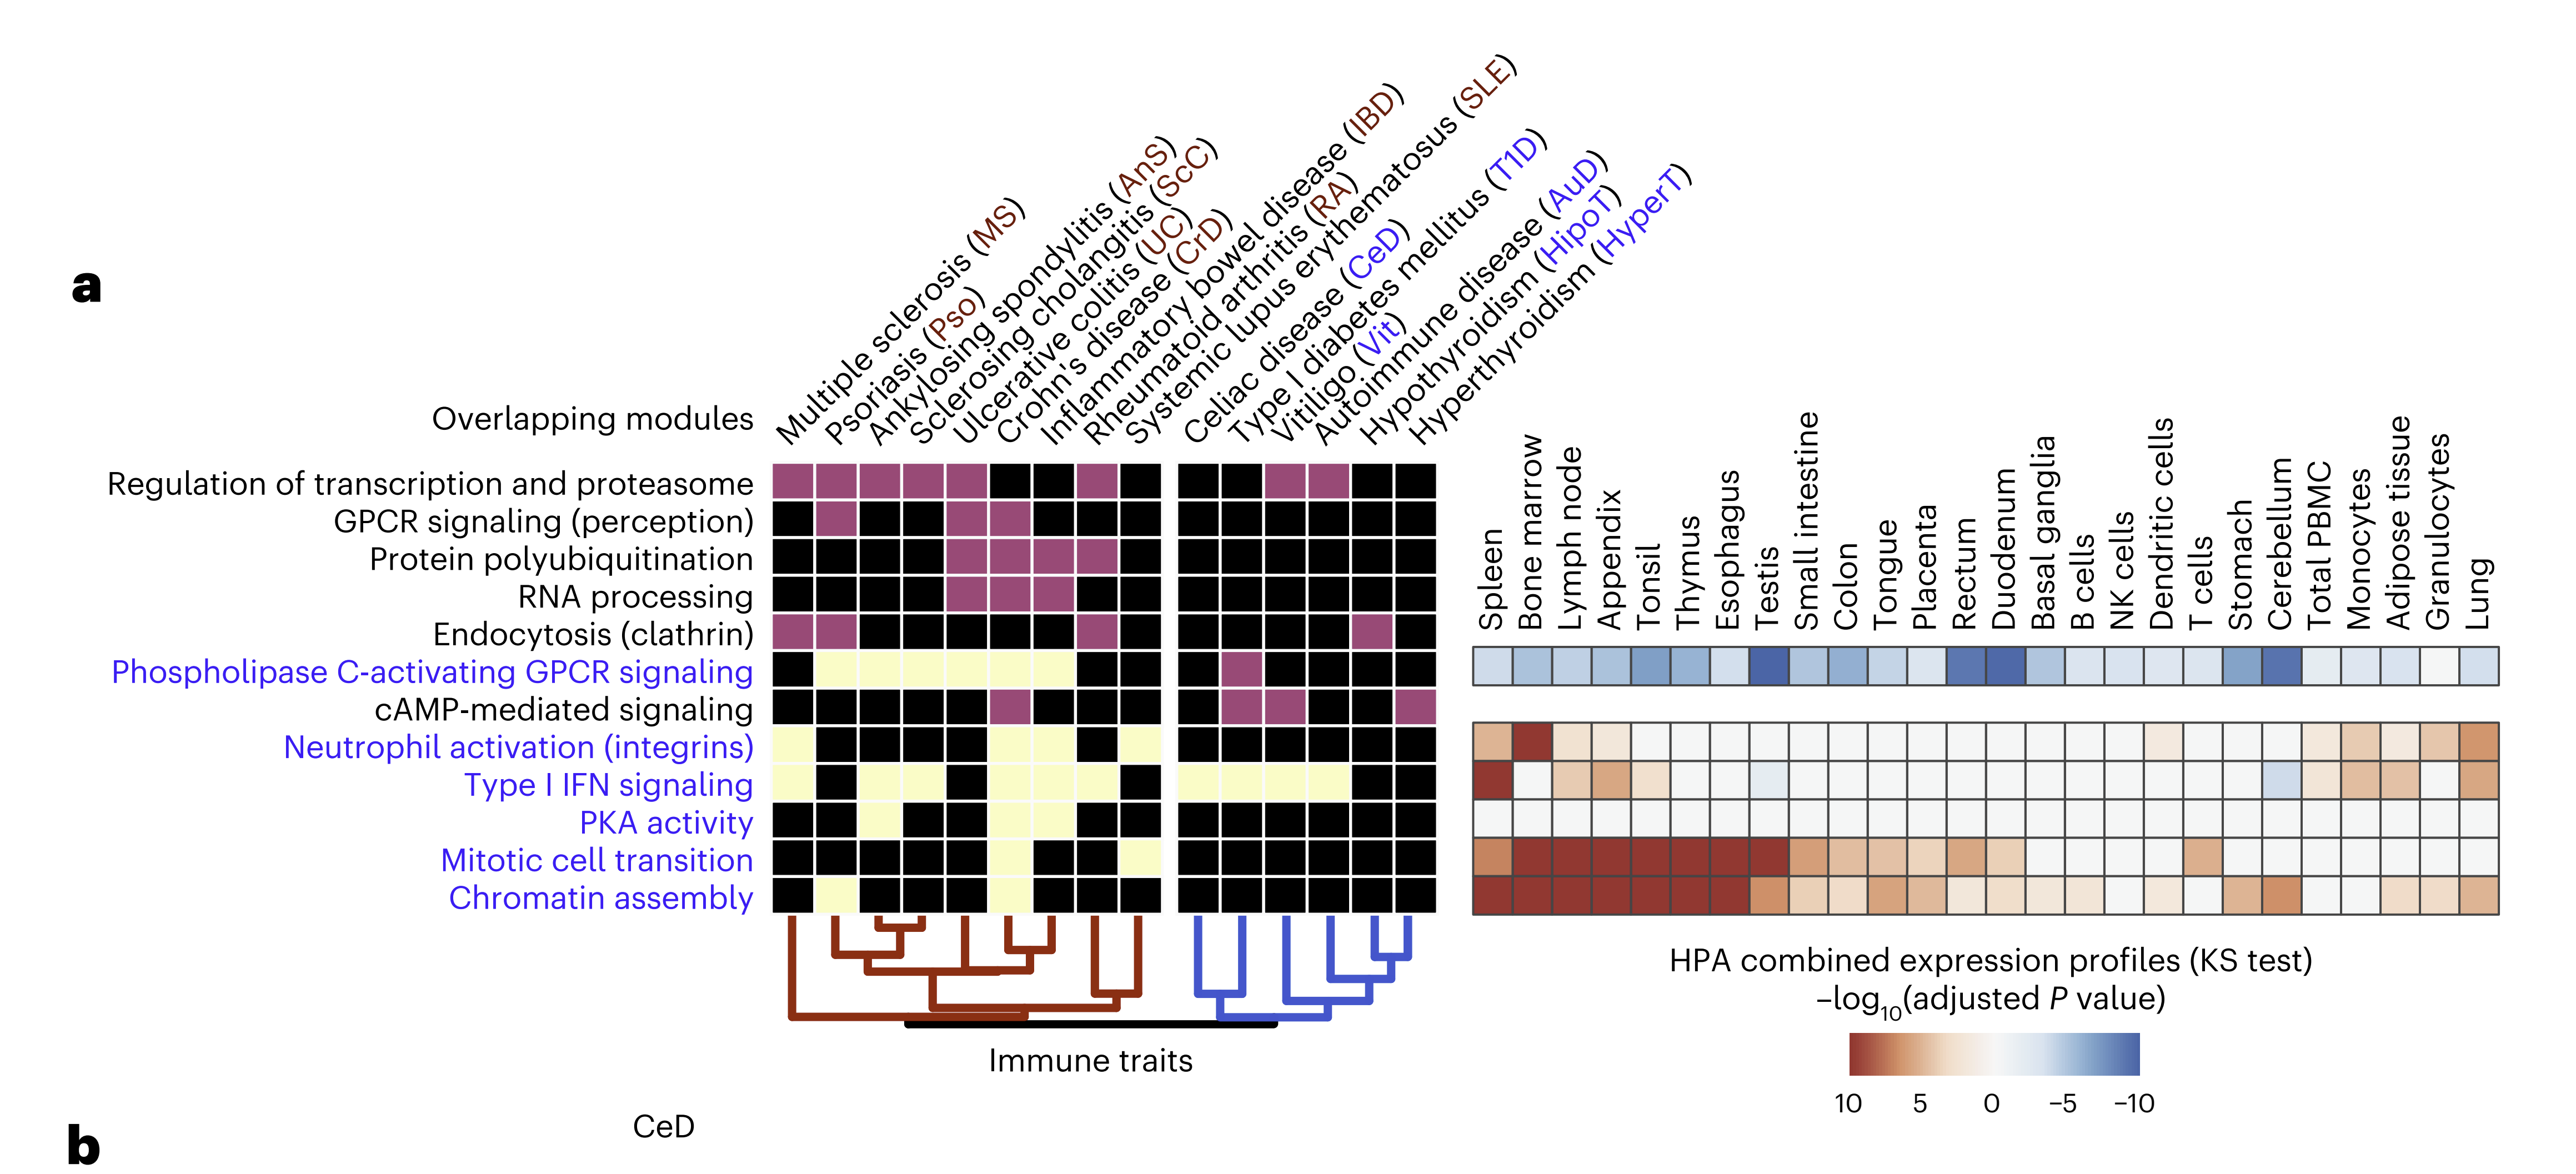 a
Multiple sclerosis (MS)
Psoriasis (Pso)
Ankylosing spondylitis (AnS)
Sclerosing cholangitis (ScC)
Ulcerative colitis (UC)
Crohn's disease (CrD)
Inflammatory bowel disease (IBD)
Rheumatoid arthritis (RA)
Systemic lupus erythematosus (SLE)
Celiac disease (CeD)
Type I diabetes mellitus (T1D)
Vitiligo (Vit)
Autoimmune disease (AuD)
Hypothyroidism (HipoT)
Hyperthyroidism (HyperT)
Overlapping modules
Regulation of transcription and proteasome
GPCR signaling (perception)
Protein polyubiquitination
RNA processing
Endocytosis (clathrin)
Phospholipase C-activating GPCR signaling
cAMP-mediated signaling
Neutrophil activation (integrins)
Type I IFN signaling
PKA activity
Mitotic cell transition
Chromatin assembly
Spleen
Bone marrow
Lymph node
Appendix
Tonsil
Thymus
Esophagus
Testis
Small intestine
Colon
Tongue
Placenta
Rectum
Duodenum
Basal ganglia
B cells
NK cells
Dendritic cells
T cells
Stomach
Cerebellum
Total PBMC
Monocytes
Adipose tissue
Granulocytes
Lung
HPA combined expression profiles (KS test)
–log10(adjusted P value)
10 5 0 –5 –10
Immune traits
b
CeD